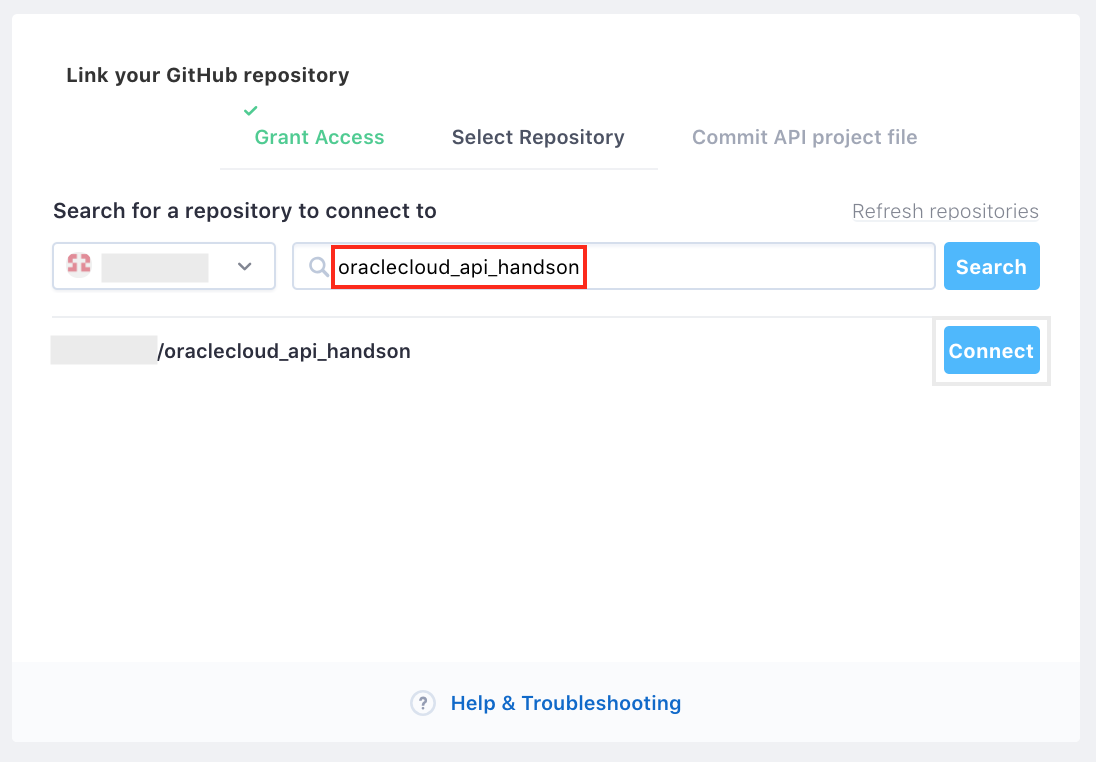 Link your GitHub repository
Grant Access Select Repository Commit API project file
Search for a repository to connect to Refresh repositories
oraclecloud_api_handson Search
/oraclecloud_api_handson Connect
? Help & Troubleshooting